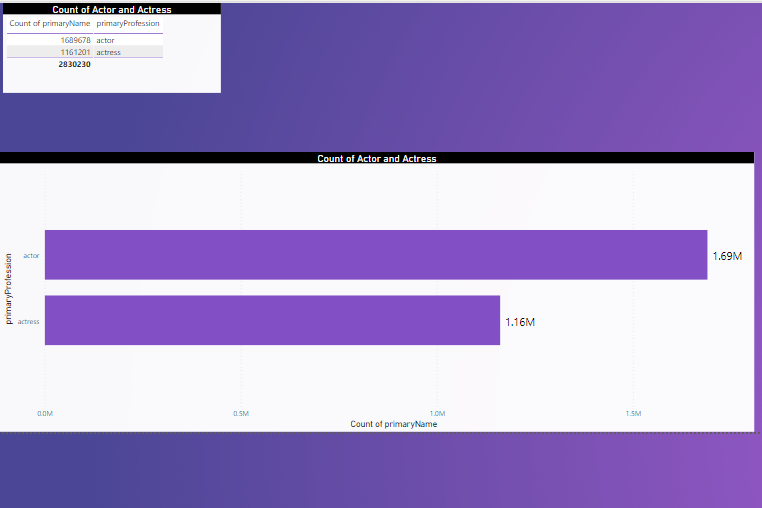 Count of Actor and Actress
Count of primaryName primaryProfession
1689678 actor
1161201 actress
2830230
Count of Actor and Actress
primaryProfession
actor
1.69M
actress
1.16M
0.0M 0.5M 1.0M 1.5M
Count of primaryName